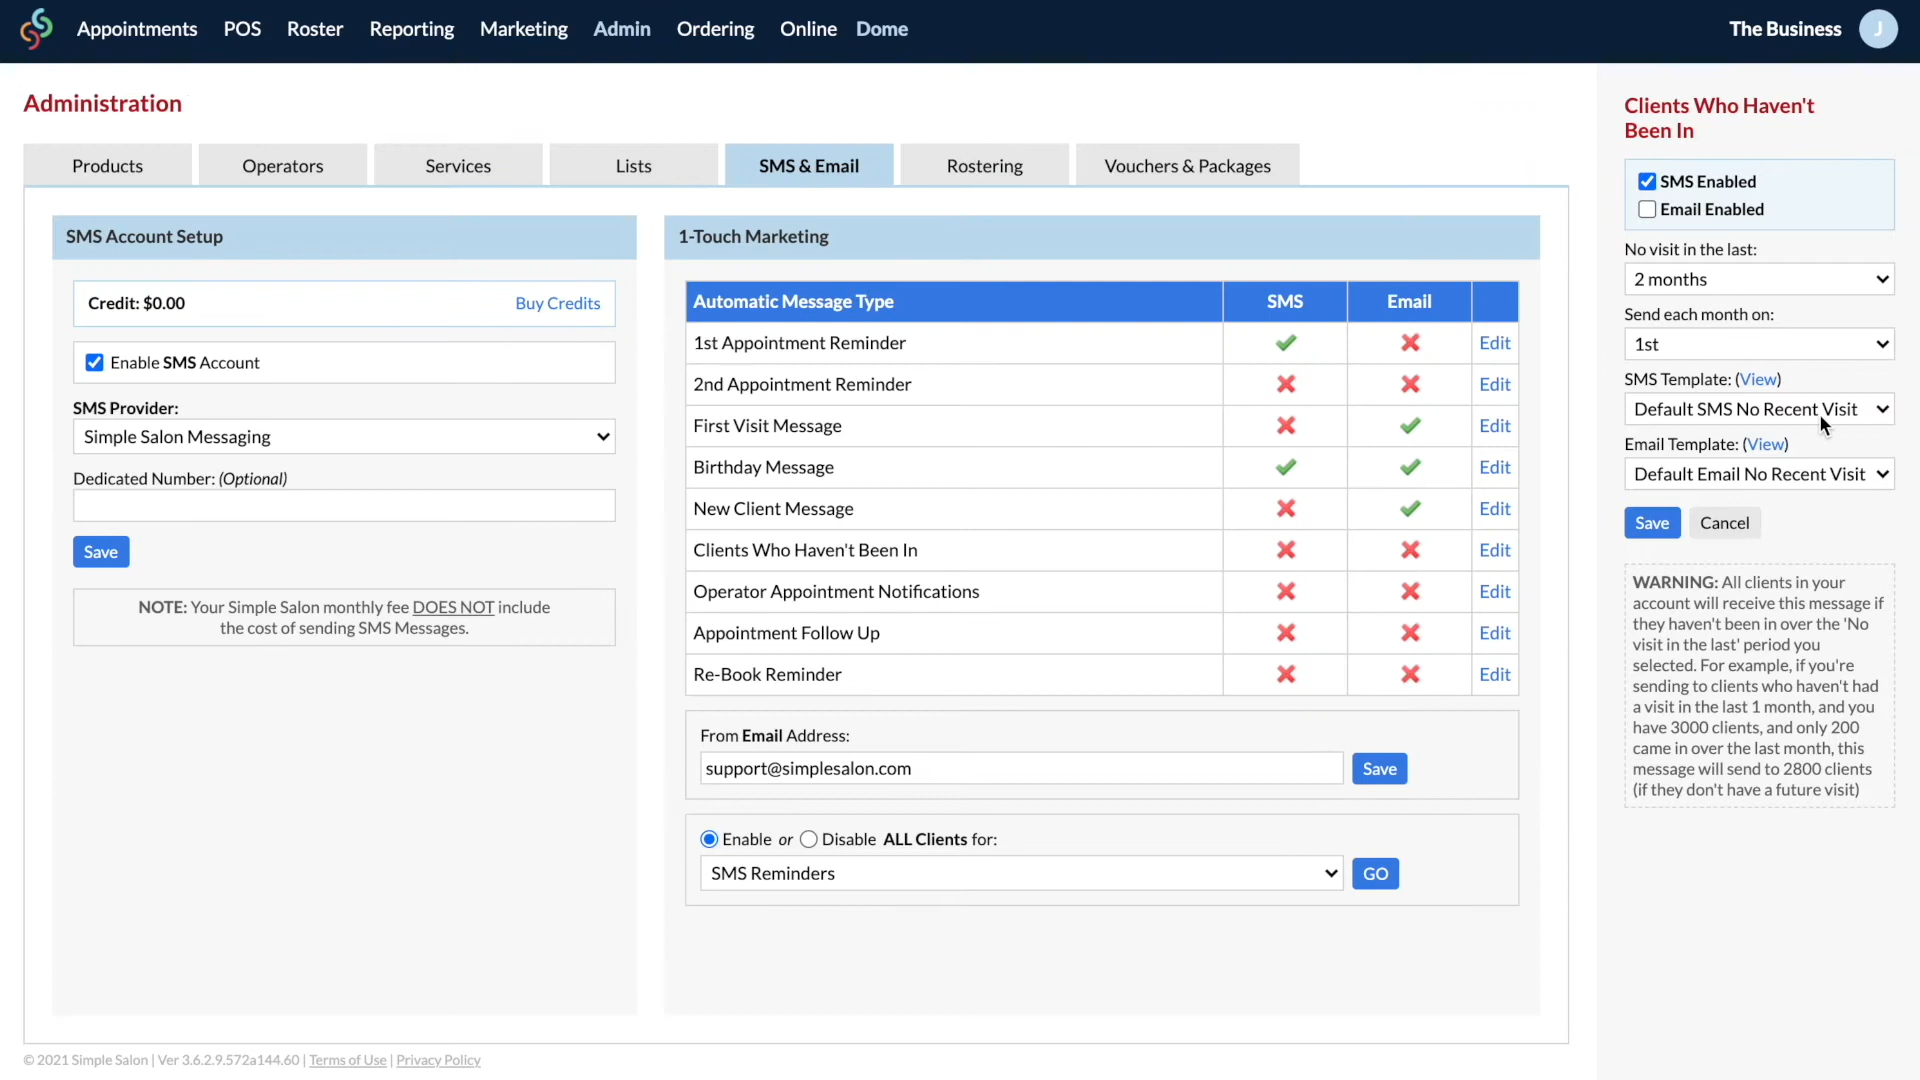 Appointments POS Roster Reporting Marketing Admin Ordering Online Dome The Business J
Administration
Products Operators Services Lists SMS & Email Rostering Vouchers & Packages
SMS Account Setup
Credit: $0.00 Buy Credits
Enable SMS Account
SMS Provider:
Simple Salon Messaging
Dedicated Number: (Optional)
Save
NOTE: Your Simple Salon monthly fee DOES NOT include
the cost of sending SMS Messages.
1-Touch Marketing
Automatic Message Type SMS Email
1st Appointment Reminder Edit
2nd Appointment Reminder Edit
First Visit Message Edit
Birthday Message Edit
New Client Message Edit
Clients Who Haven't Been In Edit
Operator Appointment Notifications Edit
Appointment Follow Up Edit
Re-Book Reminder Edit
From Email Address:
support@simplesalon.com Save
Enable or Disable ALL Clients for:
SMS Reminders GO
Clients Who Haven't
Been In
SMS Enabled
Email Enabled
No visit in the last:
2 months
Send each month on:
1st
SMS Template: (View)
Default SMS No Recent Visit
Email Template: (View)
Default Email No Recent Visit
Save Cancel
WARNING: All clients in your
account will receive this message if
they haven't been in over the 'No
visit in the last' period you
selected. For example, if you're
sending to clients who haven't had
a visit in the last 1 month, and you
have 3000 clients, and only 200
came in over the last month, this
message will send to 2800 clients
(if they don't have a future visit)
© 2021 Simple Salon | Ver 3.6.2.9.572a144.60 | Terms of Use | Privacy Policy